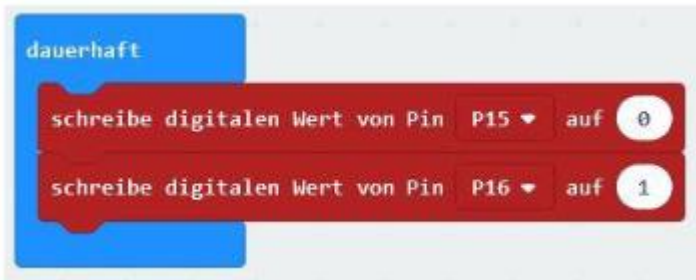 dauerhaft
schreibe digitalen Wert von Pin P15 auf 0
schreibe digitalen Wert von Pin P16 auf 1